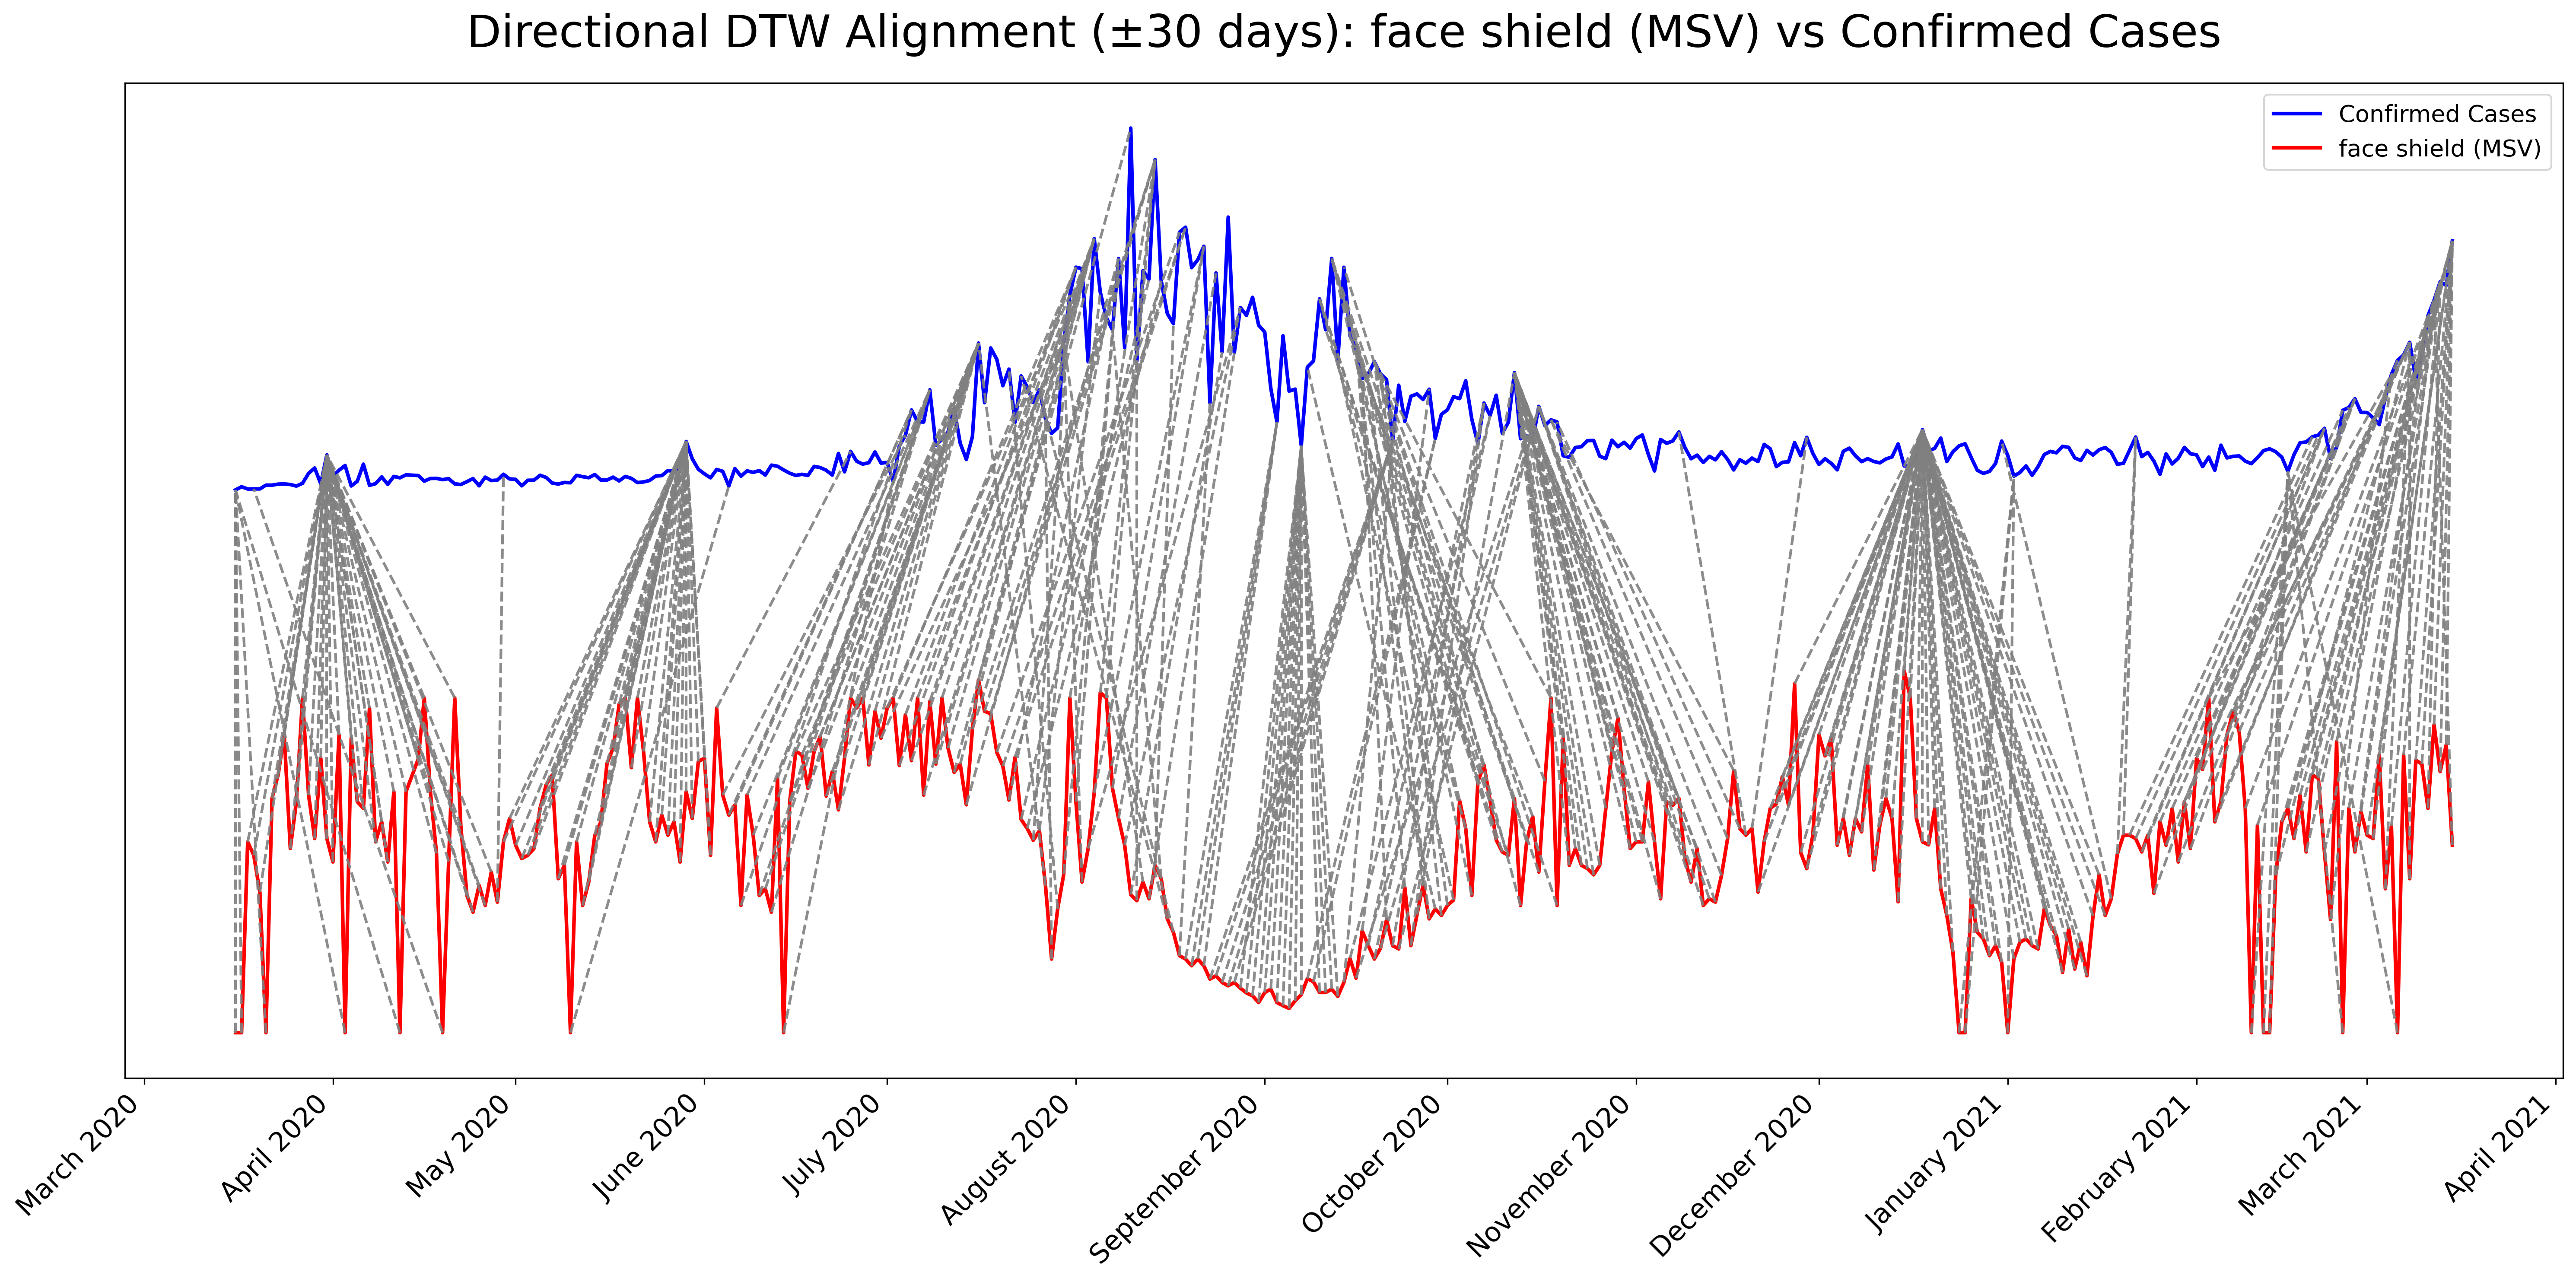 Directional DTW Alignment (±30 days): face shield (MSV) vs Confirmed Cases
Confirmed Cases
face shield (MSV)
March 2020
April 2020
May 2020
June 2020
July 2020
August 2020
September 2020
October 2020
November 2020
December 2020
January 2021
February 2021
March 2021
April 2021